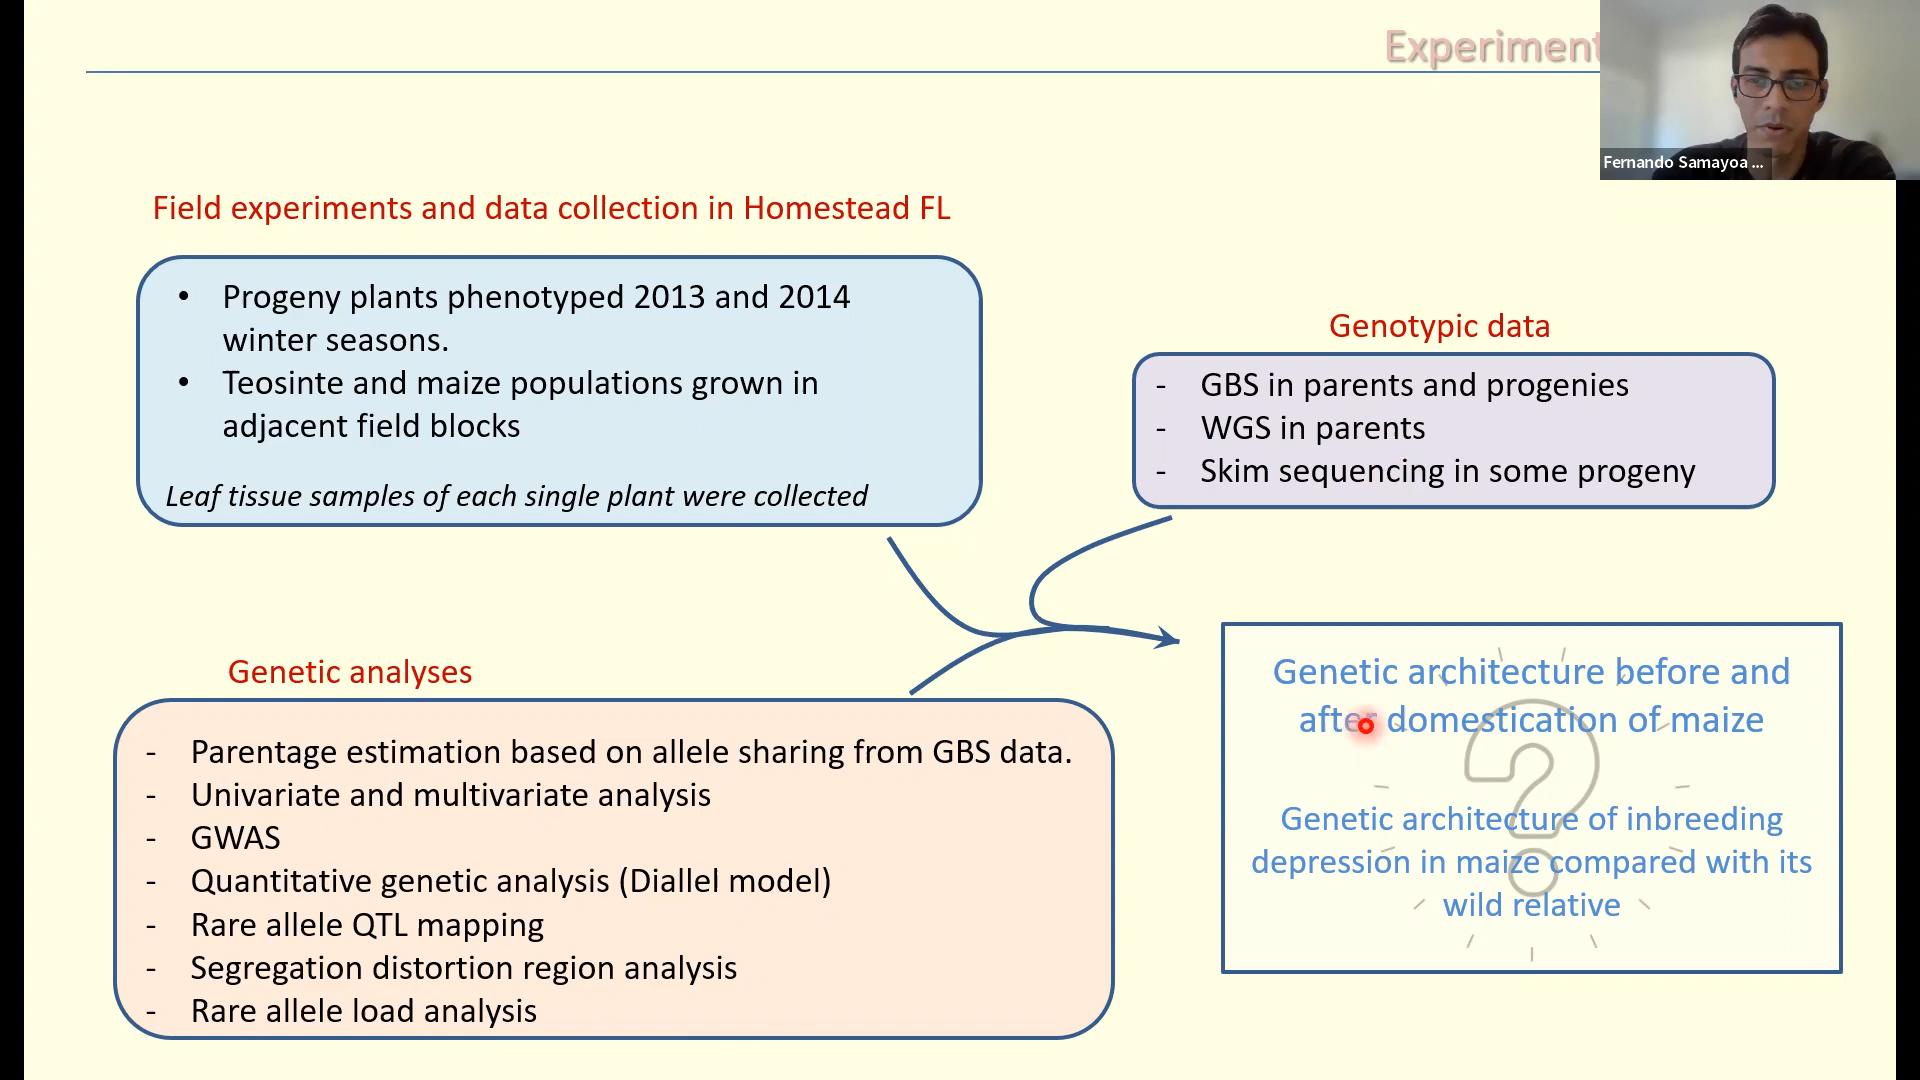 Experiment
Fernando Samayoa ...
Field experiments and data collection in Homestead FL
• Progeny plants phenotyped 2013 and 2014
winter seasons.
• Teosinte and maize populations grown in
adjacent field blocks
Leaf tissue samples of each single plant were collected
Genotypic data
- GBS in parents and progenies
- WGS in parents
- Skim sequencing in some progeny
Genetic analyses
- Parentage estimation based on allele sharing from GBS data.
- Univariate and multivariate analysis
- GWAS
- Quantitative genetic analysis (Diallel model)
- Rare allele QTL mapping
- Segregation distortion region analysis
- Rare allele load analysis
Genetic architecture before and
after domestication of maize
?
Genetic architecture of inbreeding
depression in maize compared with its
wild relative